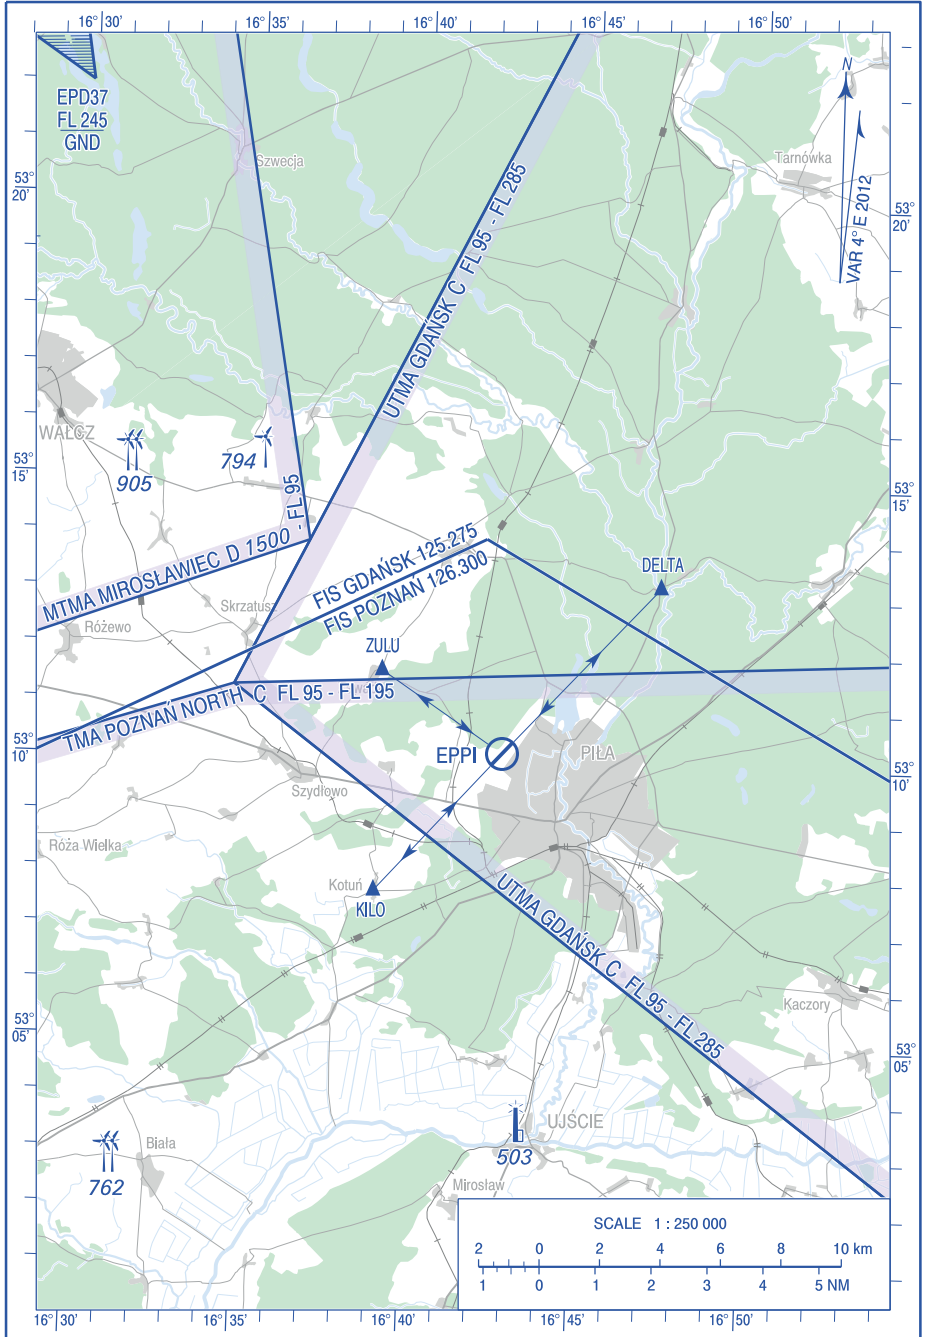 16° 30'
16° 35'
16° 40'
16° 45'
16° 50'
EPD37
FL 245
GND
N
VAR 4° E 2012
Szwecja
Tarnówka
53°
20'
53°
20'
UTMA GDAŃSK C FL 95 - FL 285
WAŁCZ
905
794
53°
15'
53°
15'
MTMA MIROSŁAWIEC D 1500 - FL 95
FIS GDAŃSK 125.275
FIS POZNAŃ 126.300
DELTA
Skrzatusz
Różewo
ZULU
TMA POZNAŃ NORTH C FL 95 - FL 195
53°
10'
53°
10'
EPPI
PIŁA
Szydłowo
Róża Wielka
Kotuń
KILO
UTMA GDAŃSK C FL 95 - FL 285
Kaczory
53°
05'
53°
05'
UJŚCIE
503
Biała
762
Mirosław
SCALE 1 : 250 000
2 0 2 4 6 8 10 km
1 0 1 2 3 4 5 NM
16° 30'
16° 35'
16° 40'
16° 45'
16° 50'